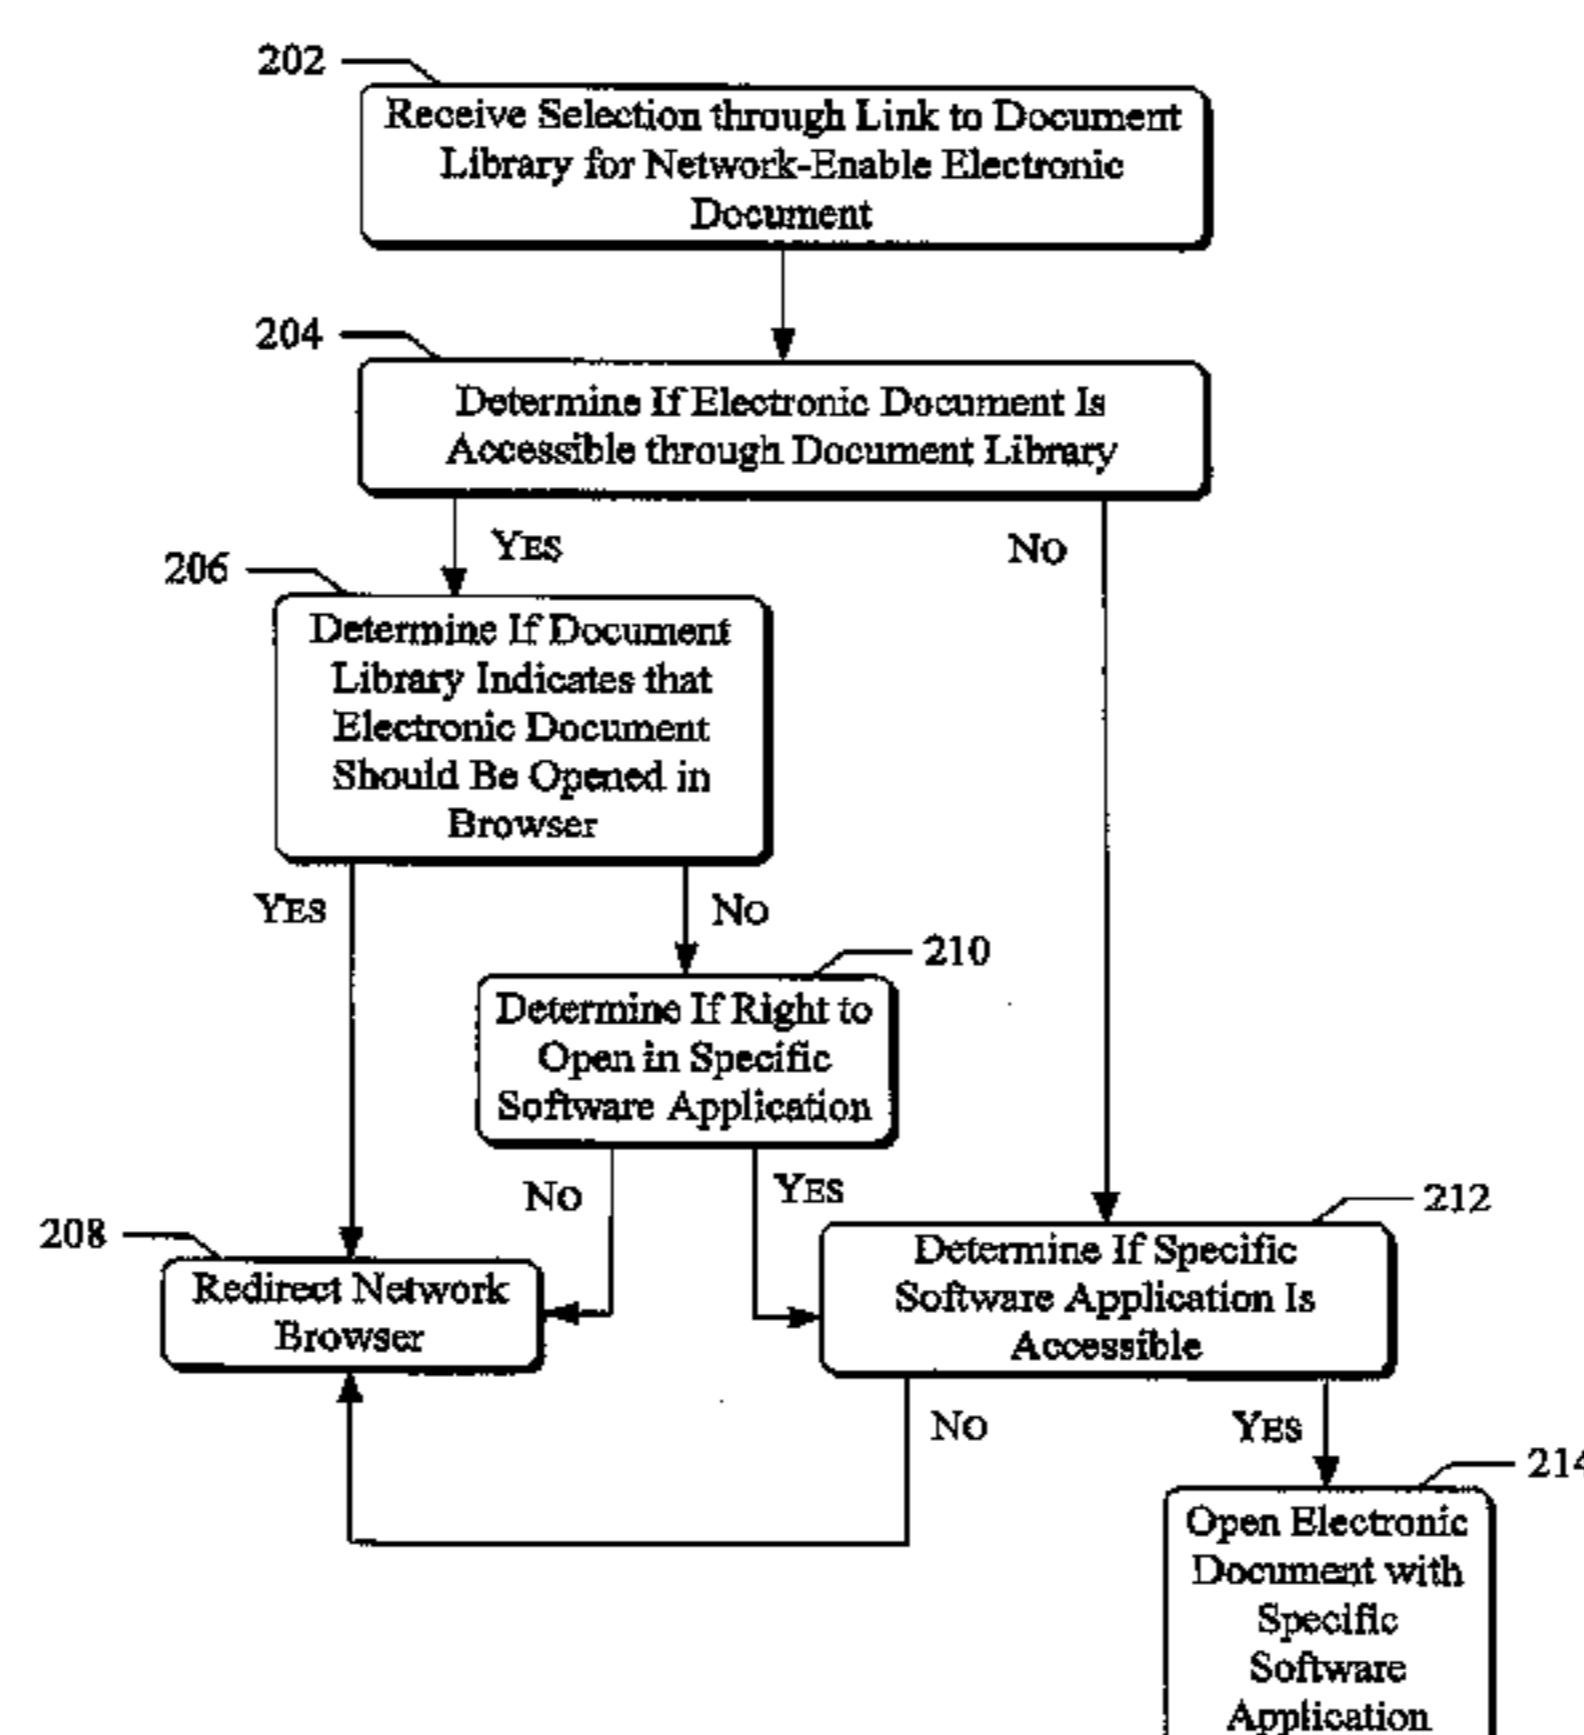 202
Receive Selection through Link to Document
Library for Network-Enable Electronic
Document
204
Determine If Electronic Document Is
Accessible through Document Library
YES
NO
206
Determine If Document
Library Indicates that
Electronic Document
Should Be Opened in
Browser
YES
NO
210
Determine If Right to
Open in Specific
Software Application
NO
YES
212
208
Redirect Network
Browser
Determine If Specific
Software Application Is
Accessible
NO
YES
214
Open Electronic
Document with
Specific
Software
Application